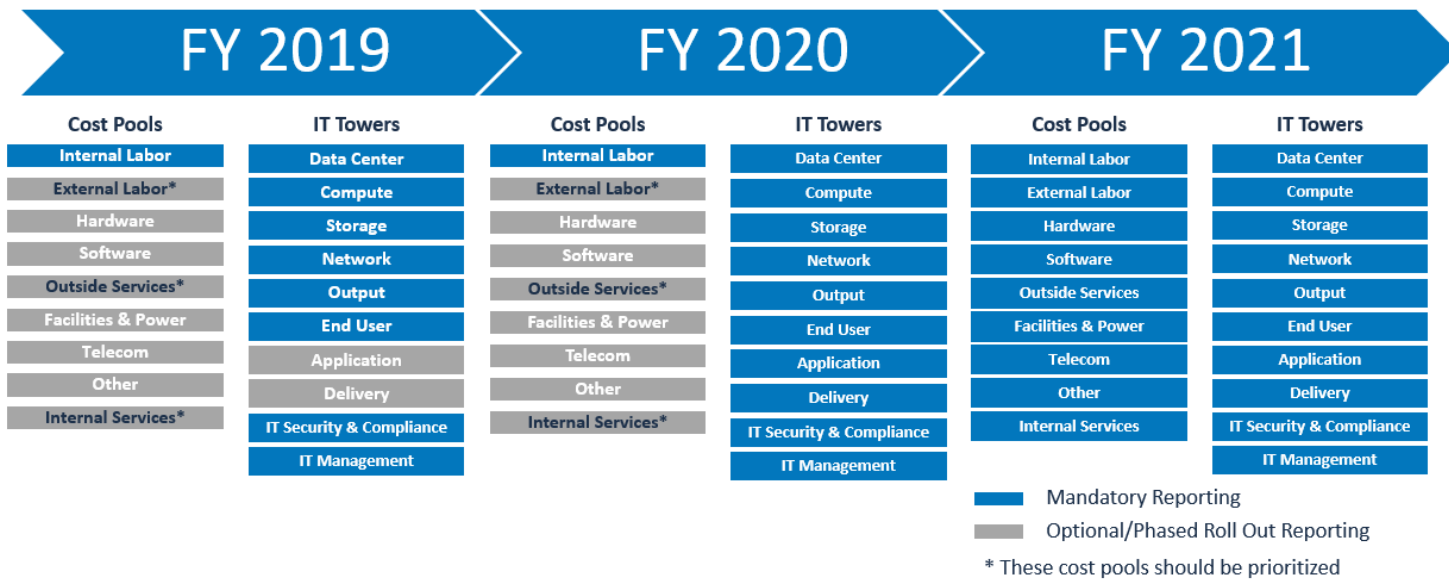 FY 2019
FY 2020
FY 2021
Cost Pools
Internal Labor
External Labor*
Hardware
Software
Outside Services*
Facilities & Power
Telecom
Other
Internal Services*
IT Towers
Data Center
Compute
Storage
Network
Output
End User
Application
Delivery
IT Security & Compliance
IT Management
Cost Pools
Internal Labor
External Labor*
Hardware
Software
Outside Services*
Facilities & Power
Telecom
Other
Internal Services*
IT Towers
Data Center
Compute
Storage
Network
Output
End User
Application
Delivery
IT Security & Compliance
IT Management
Cost Pools
Internal Labor
External Labor
Hardware
Software
Outside Services
Facilities & Power
Telecom
Other
Internal Services
IT Towers
Data Center
Compute
Storage
Network
Output
End User
Application
Delivery
IT Security & Compliance
IT Management
Mandatory Reporting
Optional/Phased Roll Out Reporting
* These cost pools should be prioritized